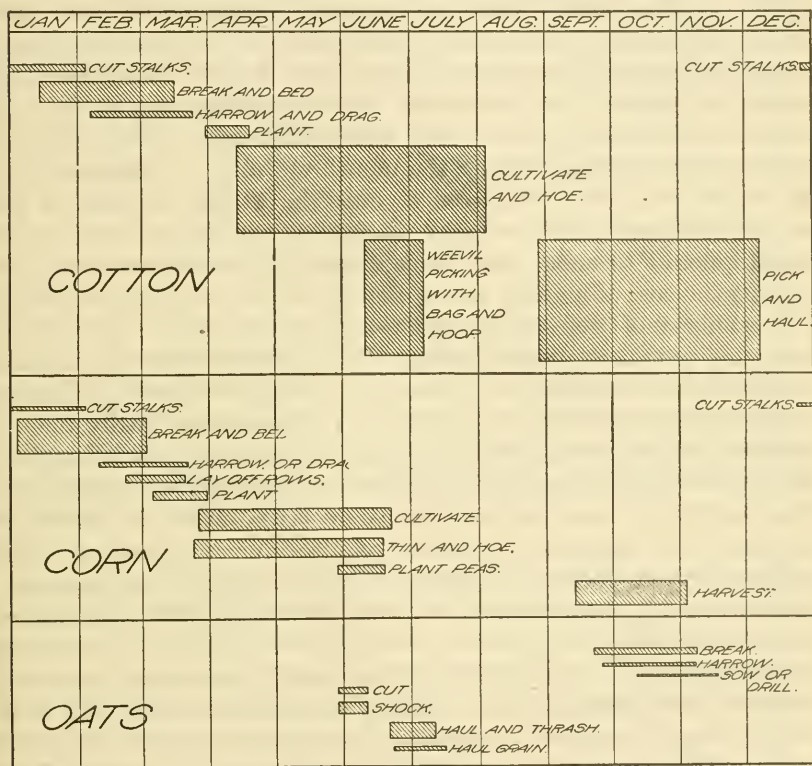 JAN FEB MAR. APR MAY JUNE JULY AUG. SEPT. OCT. NOV. DEC.
CUT STALKS. CUT STALKS.
BREAK AND BED
HARROW AND DRAG.
PLANT.
CULTIVATE
AND HOE.
COTTON
WEEVIL
PICKING
WITH
BAG AND
HOOP
PICK
AND
HAUL.
CUT STALKS. CUT STALKS.
BREAK AND BEL
HARROW. OR DRAG
LAY OFF ROWS.
PLANT
CULTIVATE.
CORN
THIN AND HOE.
PLANT PEAS.
HARVEST.
BREAK.
HARROW.
SOW OR
DRILL.
OATS
CUT
SHOCK.
HAUL AND THRASH.
HAUL GRAIN.